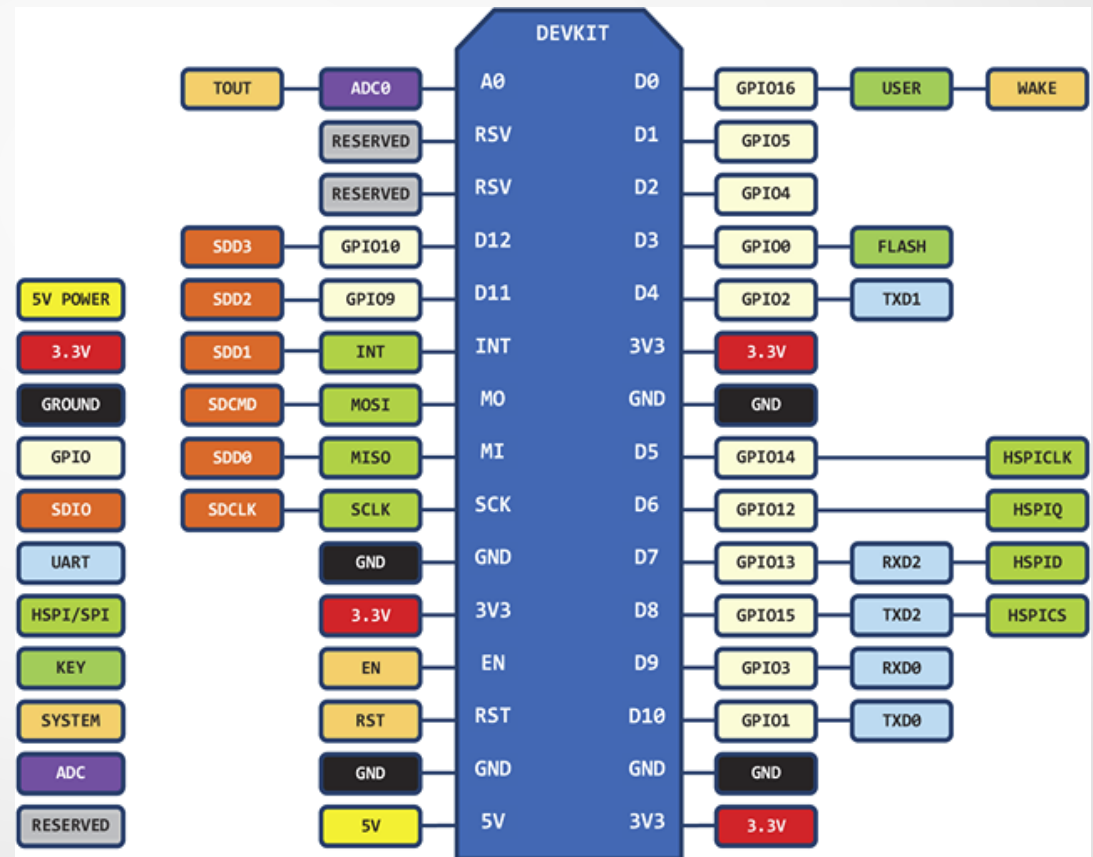 DEVKIT
TOUT ADC0 A0 D0 GPIO16 USER WAKE
RESERVED RSV D1 GPIO5
RESERVED RSV D2 GPIO4
SDD3 GPIO10 D12 D3 GPIO0 FLASH
5V POWER SDD2 GPIO9 D11 D4 GPIO2 TXD1
3.3V SDD1 INT INT 3V3 3.3V
GROUND SDCMD MOSI MO GND GND
GPIO SDD0 MISO MI D5 GPIO14 HSPICLK
SDIO SDCLK SCLK SCK D6 GPIO12 HSPIQ
UART GND GND D7 GPIO13 RXD2 HSPID
HSPI/SPI 3.3V 3V3 D8 GPIO15 TXD2 HSPICS
KEY EN EN D9 GPIO3 RXD0
SYSTEM RST RST D10 GPIO1 TXD0
ADC GND GND GND GND
RESERVED 5V 5V 3V3 3.3V